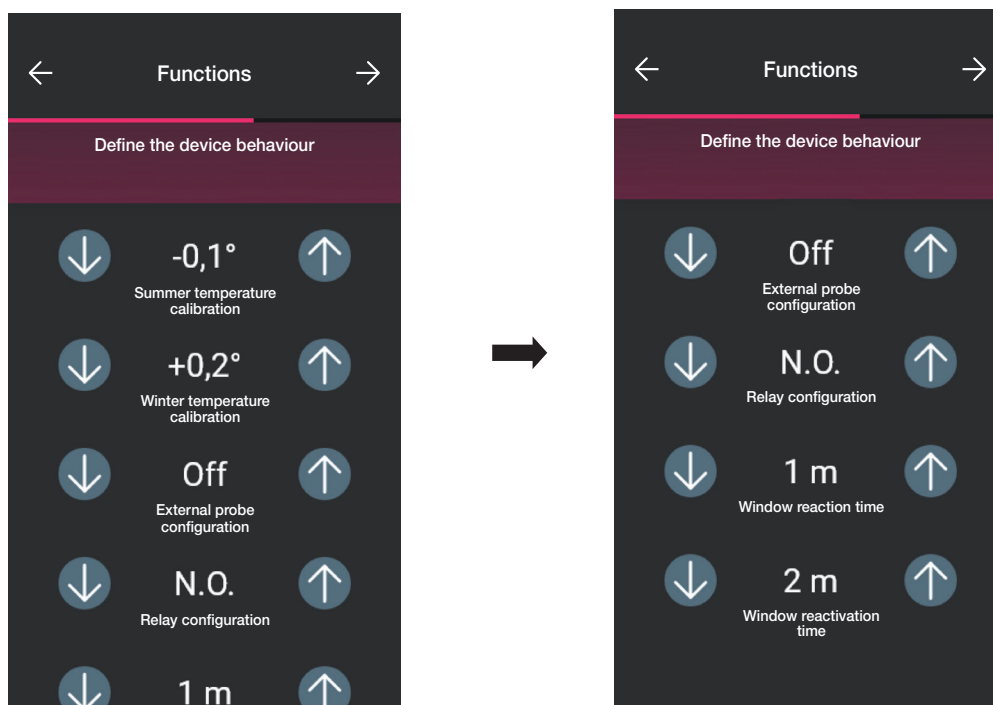 Functions
Define the device behaviour
-0,1°
Summer temperature
calibration
+0,2°
Winter temperature
calibration
Off
External probe
configuration
N.O.
Relay configuration
1 m
Functions
Define the device behaviour
Off
External probe
configuration
N.O.
Relay configuration
1 m
Window reaction time
2 m
Window reactivation
time